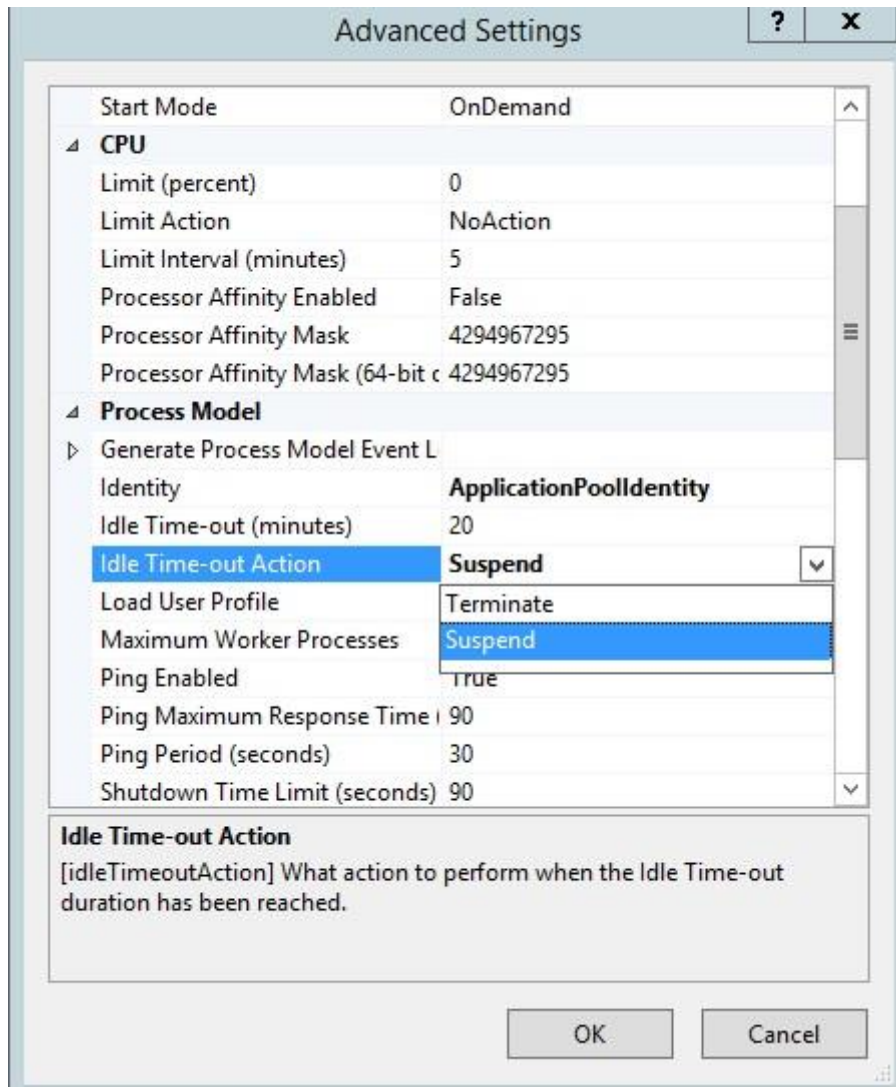 Advanced Settings
? x
Start Mode OnDemand
CPU
Limit (percent) 0
Limit Action NoAction
Limit Interval (minutes) 5
Processor Affinity Enabled False
Processor Affinity Mask 4294967295
Processor Affinity Mask (64-bit c 4294967295
Process Model
Generate Process Model Event L
Identity ApplicationPoolIdentity
Idle Time-out (minutes) 20
Idle Time-out Action Suspend
Load User Profile Terminate
Maximum Worker Processes Suspend
Ping Enabled True
Ping Maximum Response Time ( 90
Ping Period (seconds) 30
Shutdown Time Limit (seconds) 90
Idle Time-out Action
[idleTimeoutAction] What action to perform when the Idle Time-out
duration has been reached.
OK Cancel